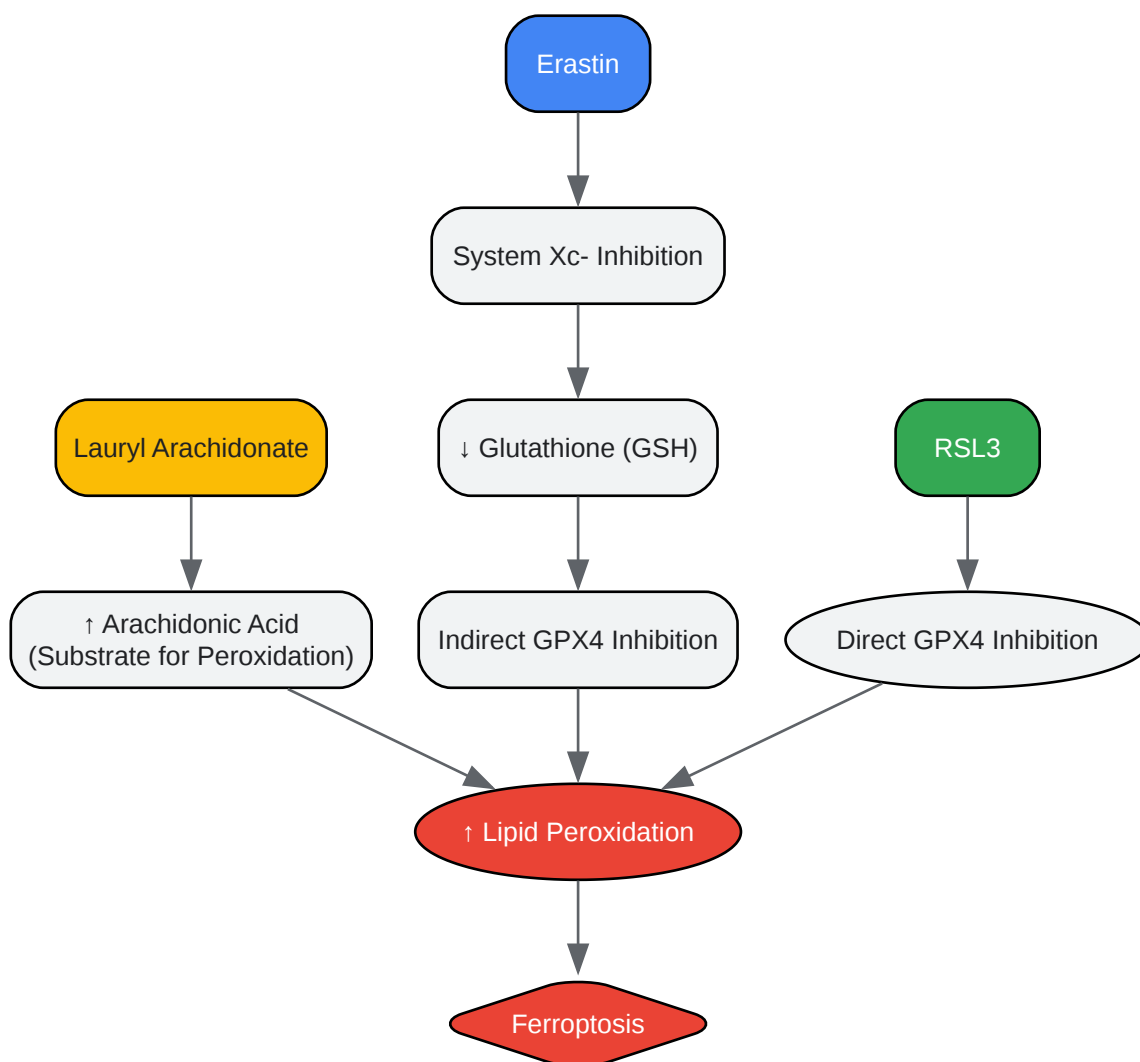 Erastin
System Xc- Inhibition
Lauryl Arachidonate
↓ Glutathione (GSH)
RSL3
↑ Arachidonic Acid
(Substrate for Peroxidation)
Indirect GPX4 Inhibition
Direct GPX4 Inhibition
↑ Lipid Peroxidation
Ferroptosis